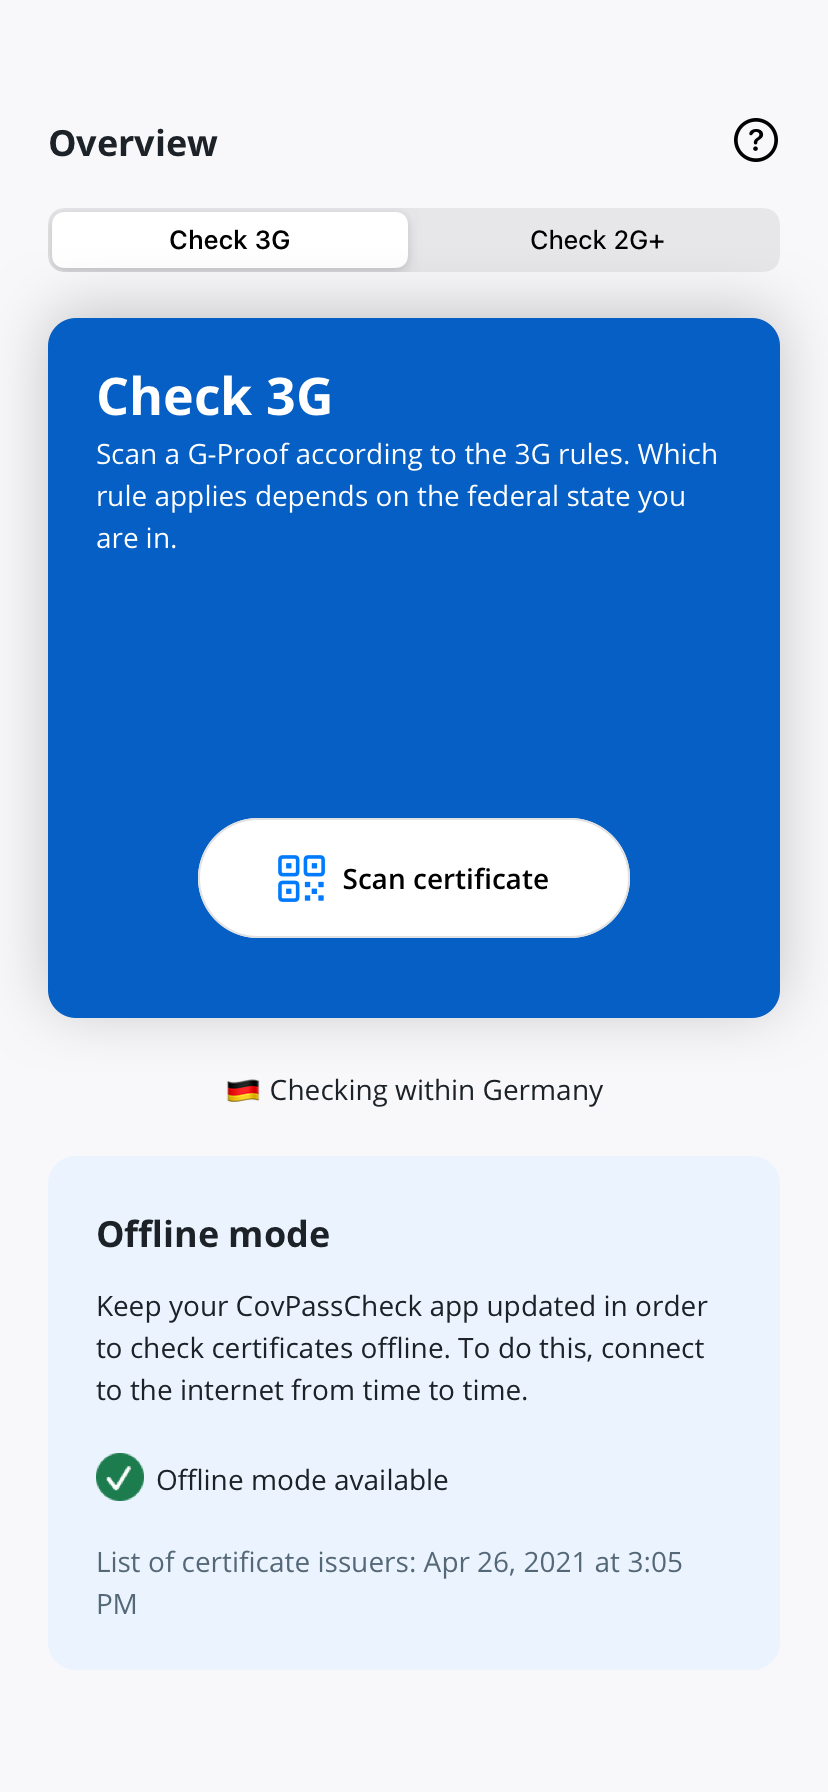 Overview
?
Check 3G
Check 2G+
Check 3G
Scan a G-Proof according to the 3G rules. Which
rule applies depends on the federal state you
are in.
Scan certificate
🇩🇪 Checking within Germany
Offline mode
Keep your CovPassCheck app updated in order
to check certificates offline. To do this, connect
to the internet from time to time.
Offline mode available
List of certificate issuers: Apr 26, 2021 at 3:05
PM